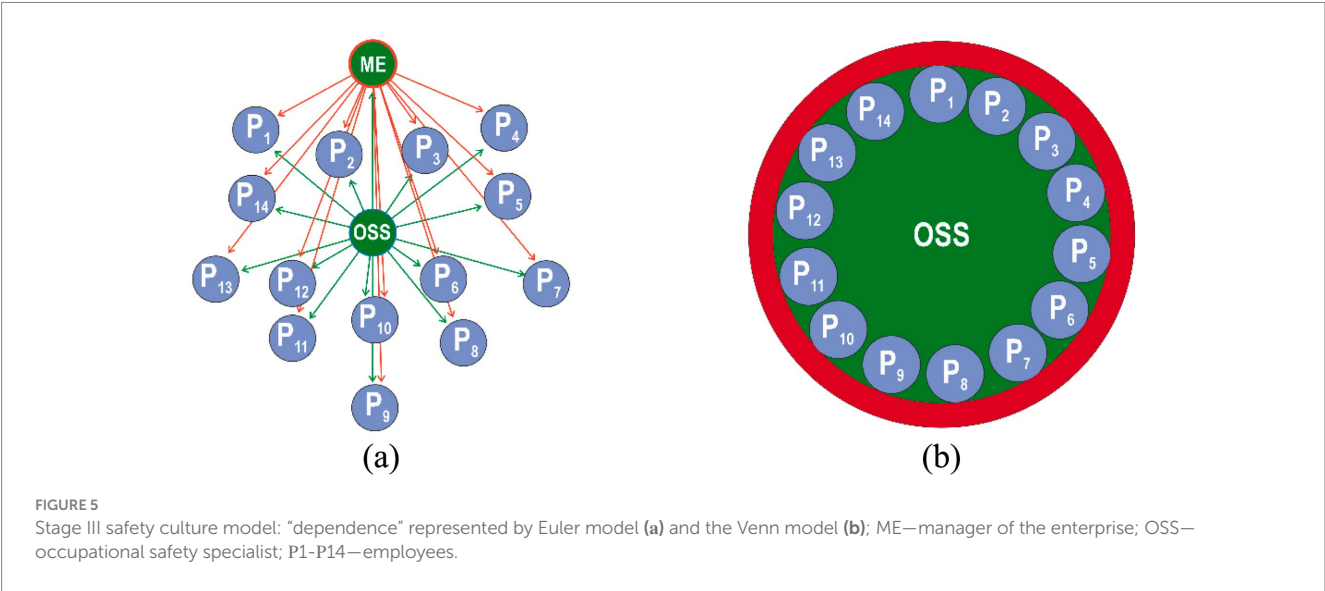 ME
P1
P2
P3
P4
P14
P5
OSS
P13
P12
P6
P7
P11
P10
P8
P9
(a)
P1
P2
P3
P4
P5
P6
P7
P8
P9
P10
P11
P12
P13
P14
OSS
(b)
FIGURE 5
Stage III safety culture model: “dependence” represented by Euler model (a) and the Venn model (b); ME—manager of the enterprise; OSS—
occupational safety specialist; P1-P14—employees.